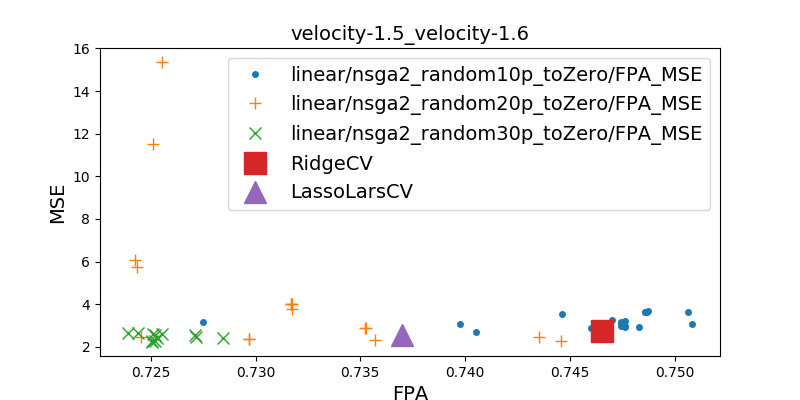 velocity-1.5_velocity-1.6
16
14
12
10
8
6
4
2
MSE
linear/nsga2_random10p_toZero/FPA_MSE
linear/nsga2_random20p_toZero/FPA_MSE
linear/nsga2_random30p_toZero/FPA_MSE
RidgeCV
LassoLarsCV
0.725 0.730 0.735 0.740 0.745 0.750
FPA